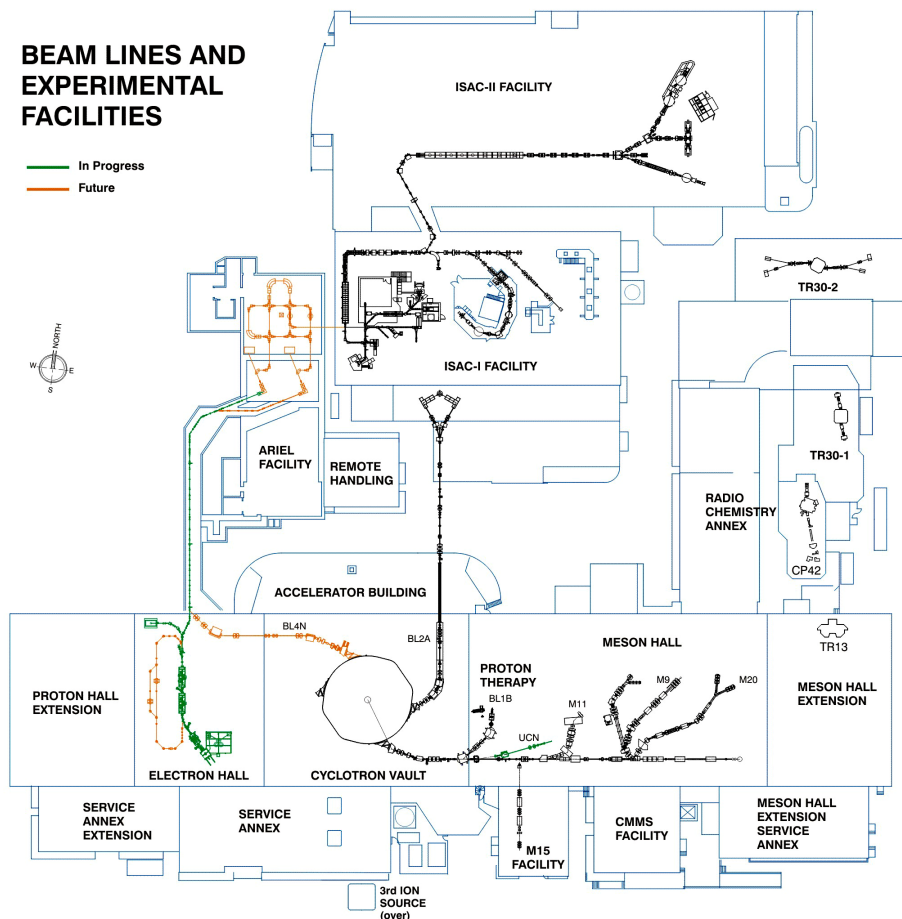 BEAM LINES AND
EXPERIMENTAL
FACILITIES
In Progress
Future
ISAC-II FACILITY
TR30-2
NORTH
W
E
S
ISAC-I FACILITY
TR30-1
ARIEL
FACILITY
REMOTE
HANDLING
RADIO
CHEMISTRY
ANNEX
CP42
ACCELERATOR BUILDING
BL4N
BL2A
MESON HALL
TR13
PROTON
THERAPY
BL1B
M11
M9
M20
PROTON HALL
EXTENSION
MESON HALL
EXTENSION
UCN
ELECTRON HALL
CYCLOTRON VAULT
SERVICE
ANNEX
EXTENSION
SERVICE
ANNEX
M15
FACILITY
CMMS
FACILITY
MESON HALL
EXTENSION
SERVICE
ANNEX
3rd ION
SOURCE
(over)